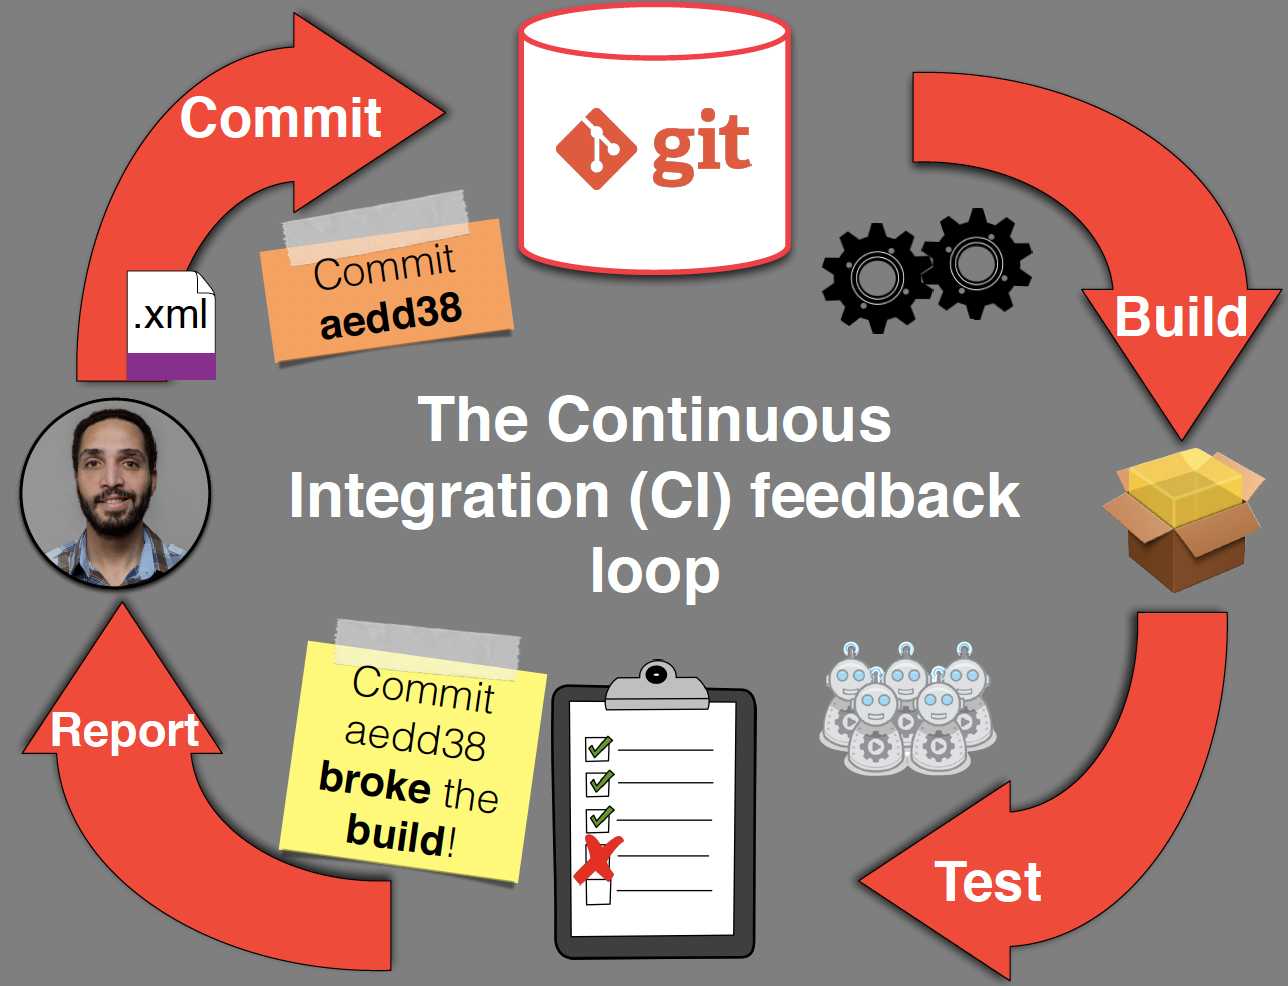 Commit
git
.xml
Commit
aedd38
Build
The Continuous
Integration (CI) feedback
loop
Report
Commit
aedd38
broke the
build!
Test